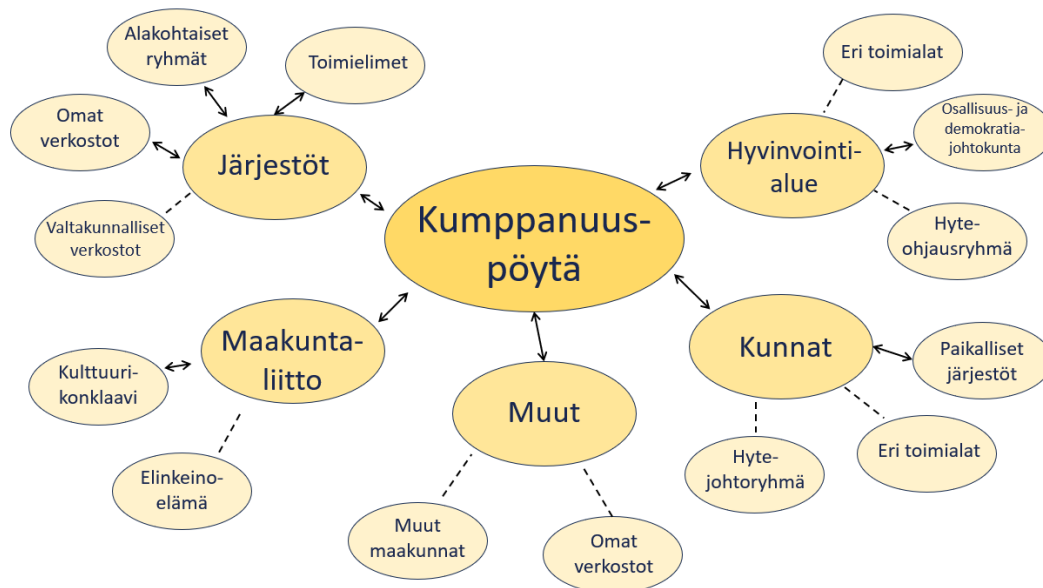 Alakohtaiset
ryhmät
Toimielimet
Omat
verkostot
Järjestöt
Valtakunnalliset
verkostot
Kumppanuus-
pöytä
Eri toimialat
Hyvinvointi-
alue
Osallisuus- ja
demokratia-
johtokunta
Hyte-
ohjausryhmä
Maakunta-
liitto
Kulttuuri-
konklaavi
Elinkeino-
elämä
Muut
Muut
maakunnat
Omat
verkostot
Kunnat
Paikalliset
järjestöt
Eri toimialat
Hyte-
johtoryhmä